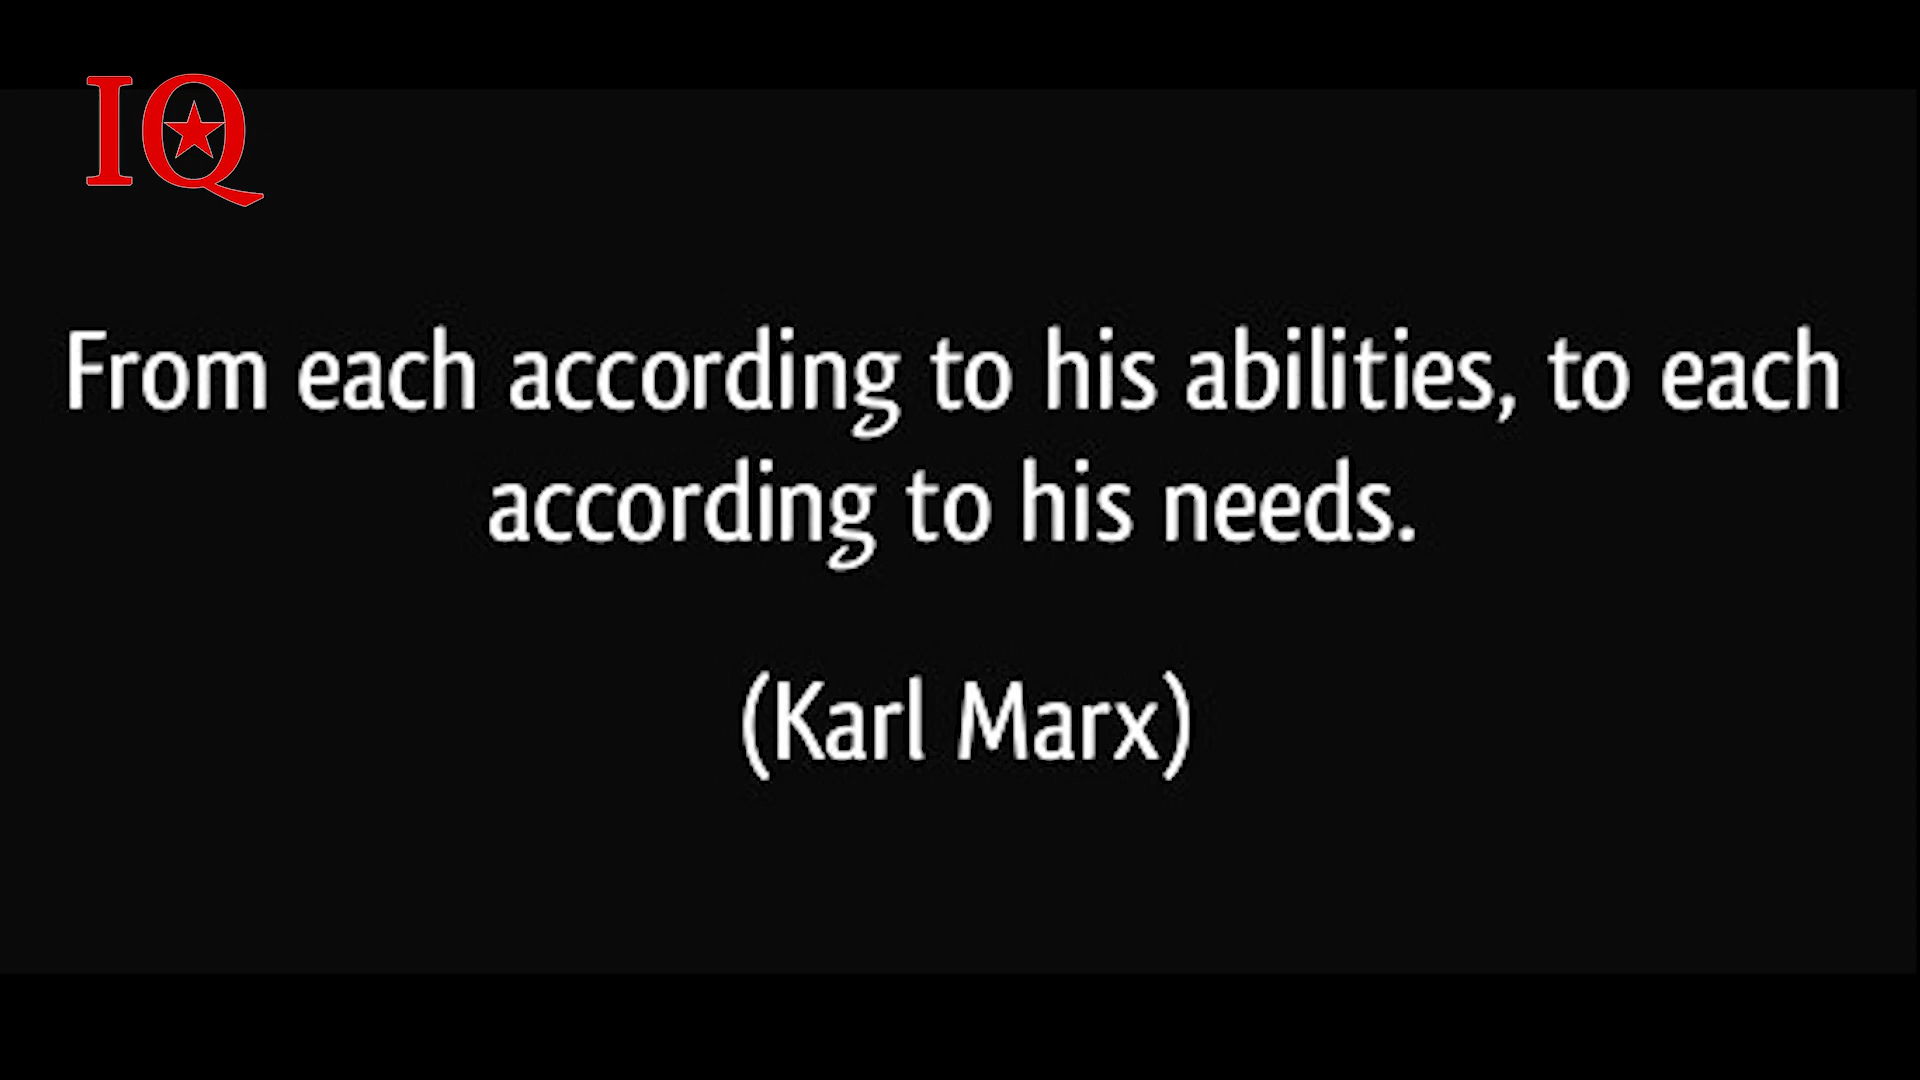 IQ
From each according to his abilities, to each
according to his needs.
(Karl Marx)